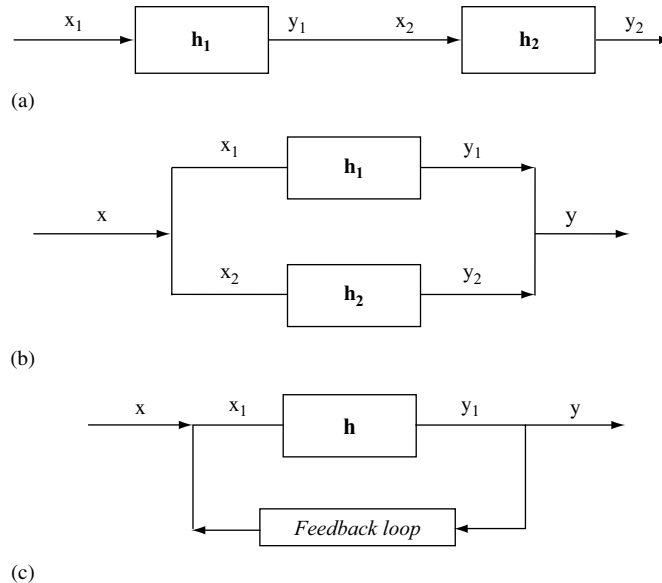 x₁ h₁ y₁ x₂ h₂ y₂
(a)
x₁ h₁ y₁
x y
x₂ h₂ y₂
(b)
x x₁ h y₁ y
Feedback loop
(c)